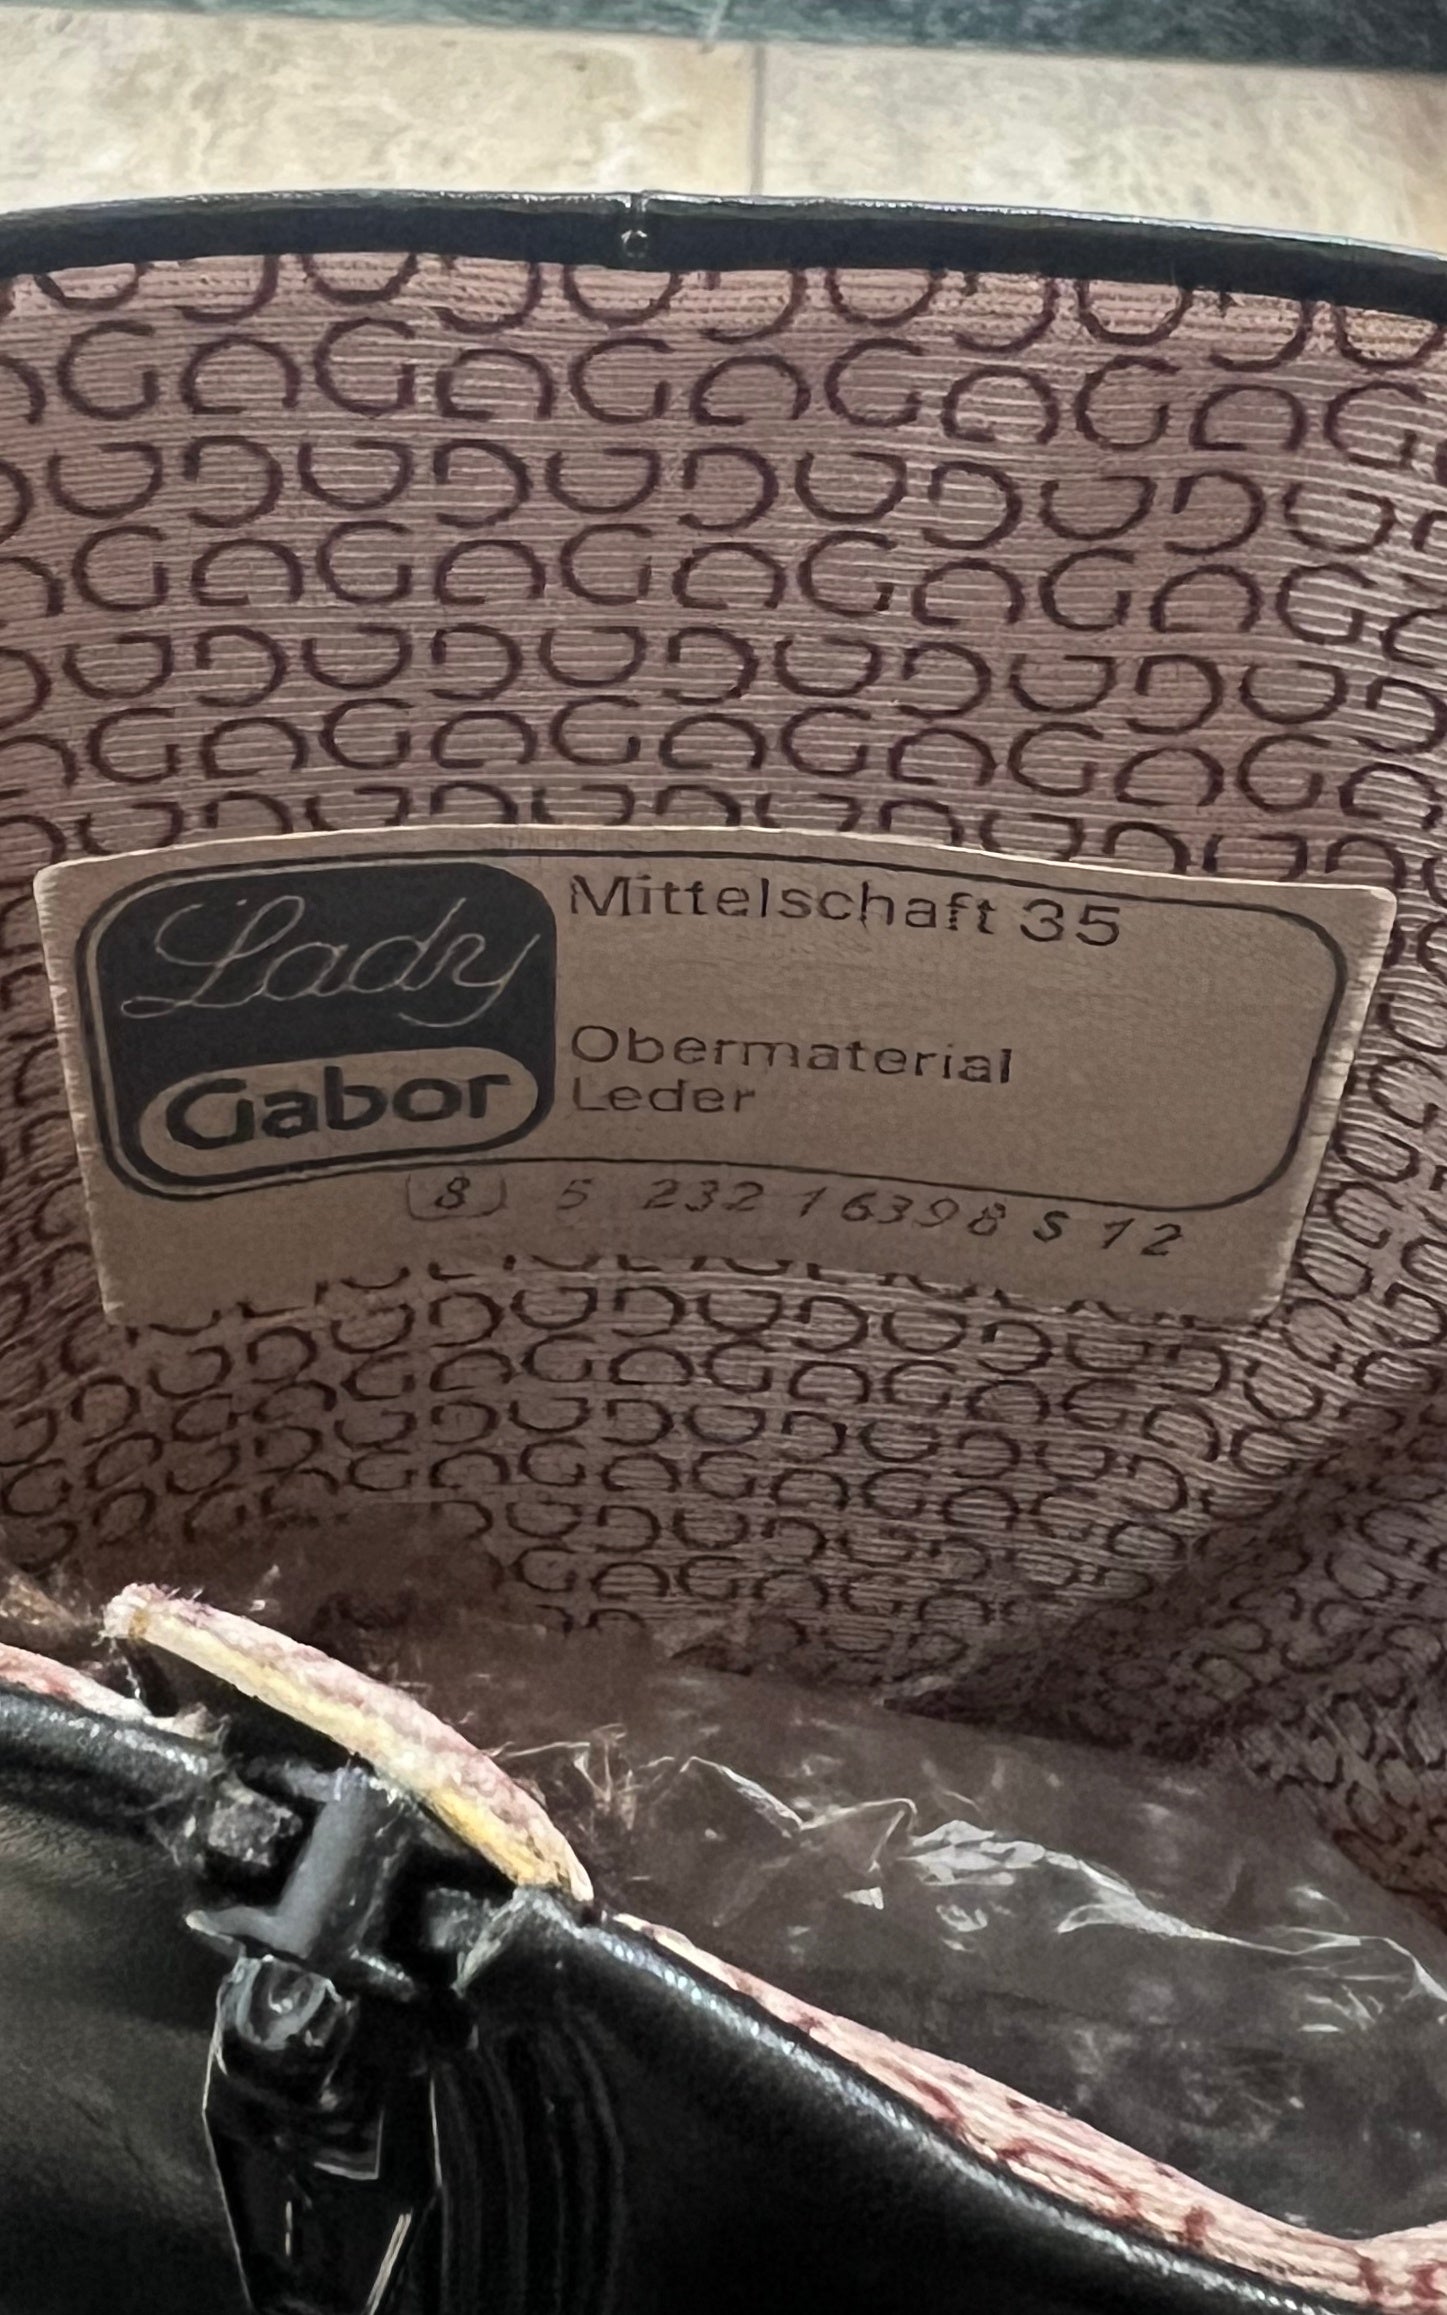 Lady
Gabor
Mittelschaft 35
Obermaterial
Leder
8 5 232 16398 S 12